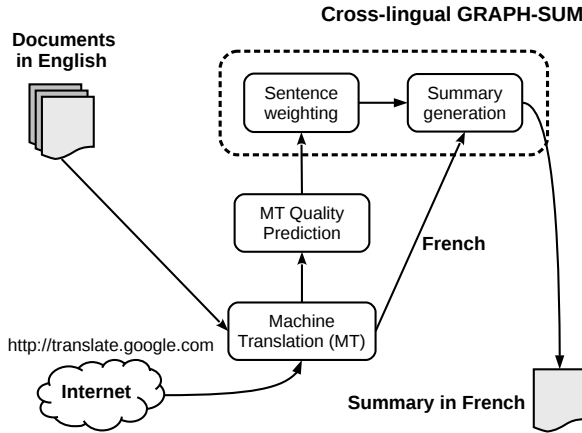 Cross-lingual GRAPH-SUM
Documents
in English
Sentence
weighting
Summary
generation
MT Quality
Prediction
French
Machine
Translation (MT)
http://translate.google.com
Internet
Summary in French